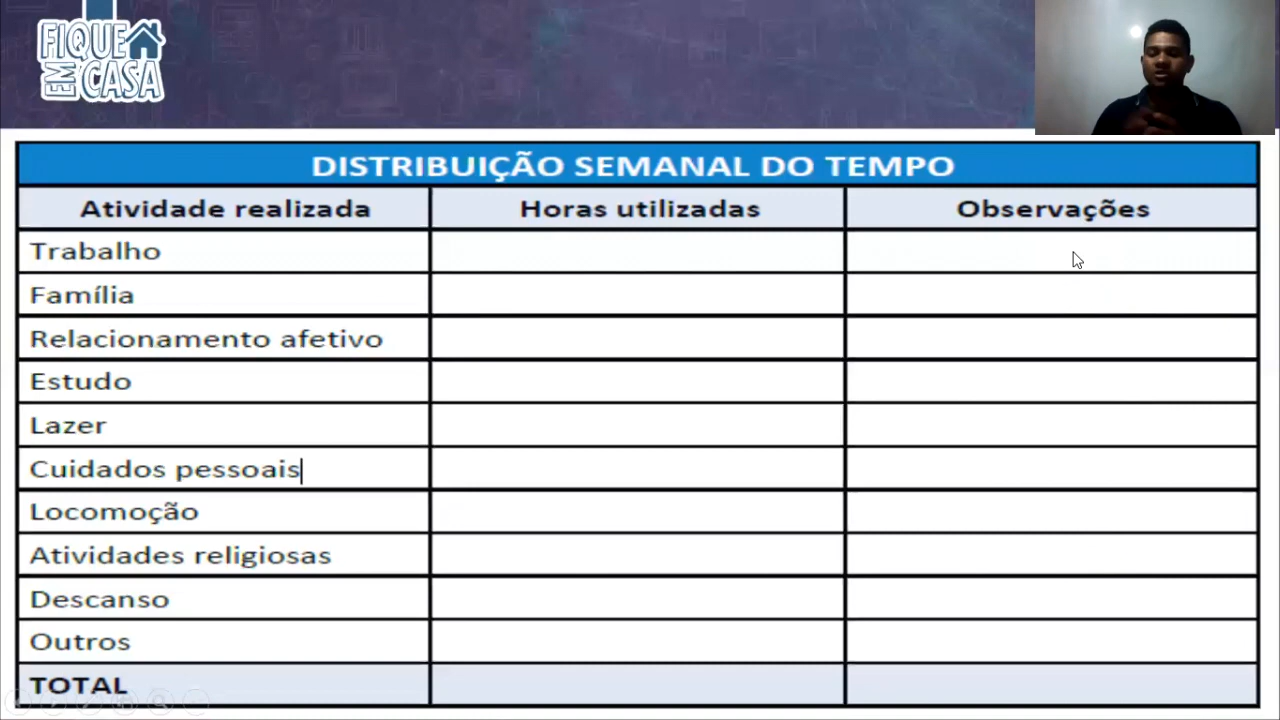 FIQUE
EM CASA
DISTRIBUIÇÃO SEMANAL DO TEMPO
Atividade realizada Horas utilizadas Observações
Trabalho
Família
Relacionamento afetivo
Estudo
Lazer
Cuidados pessoais
Locomoção
Atividades religiosas
Descanso
Outros
TOTAL